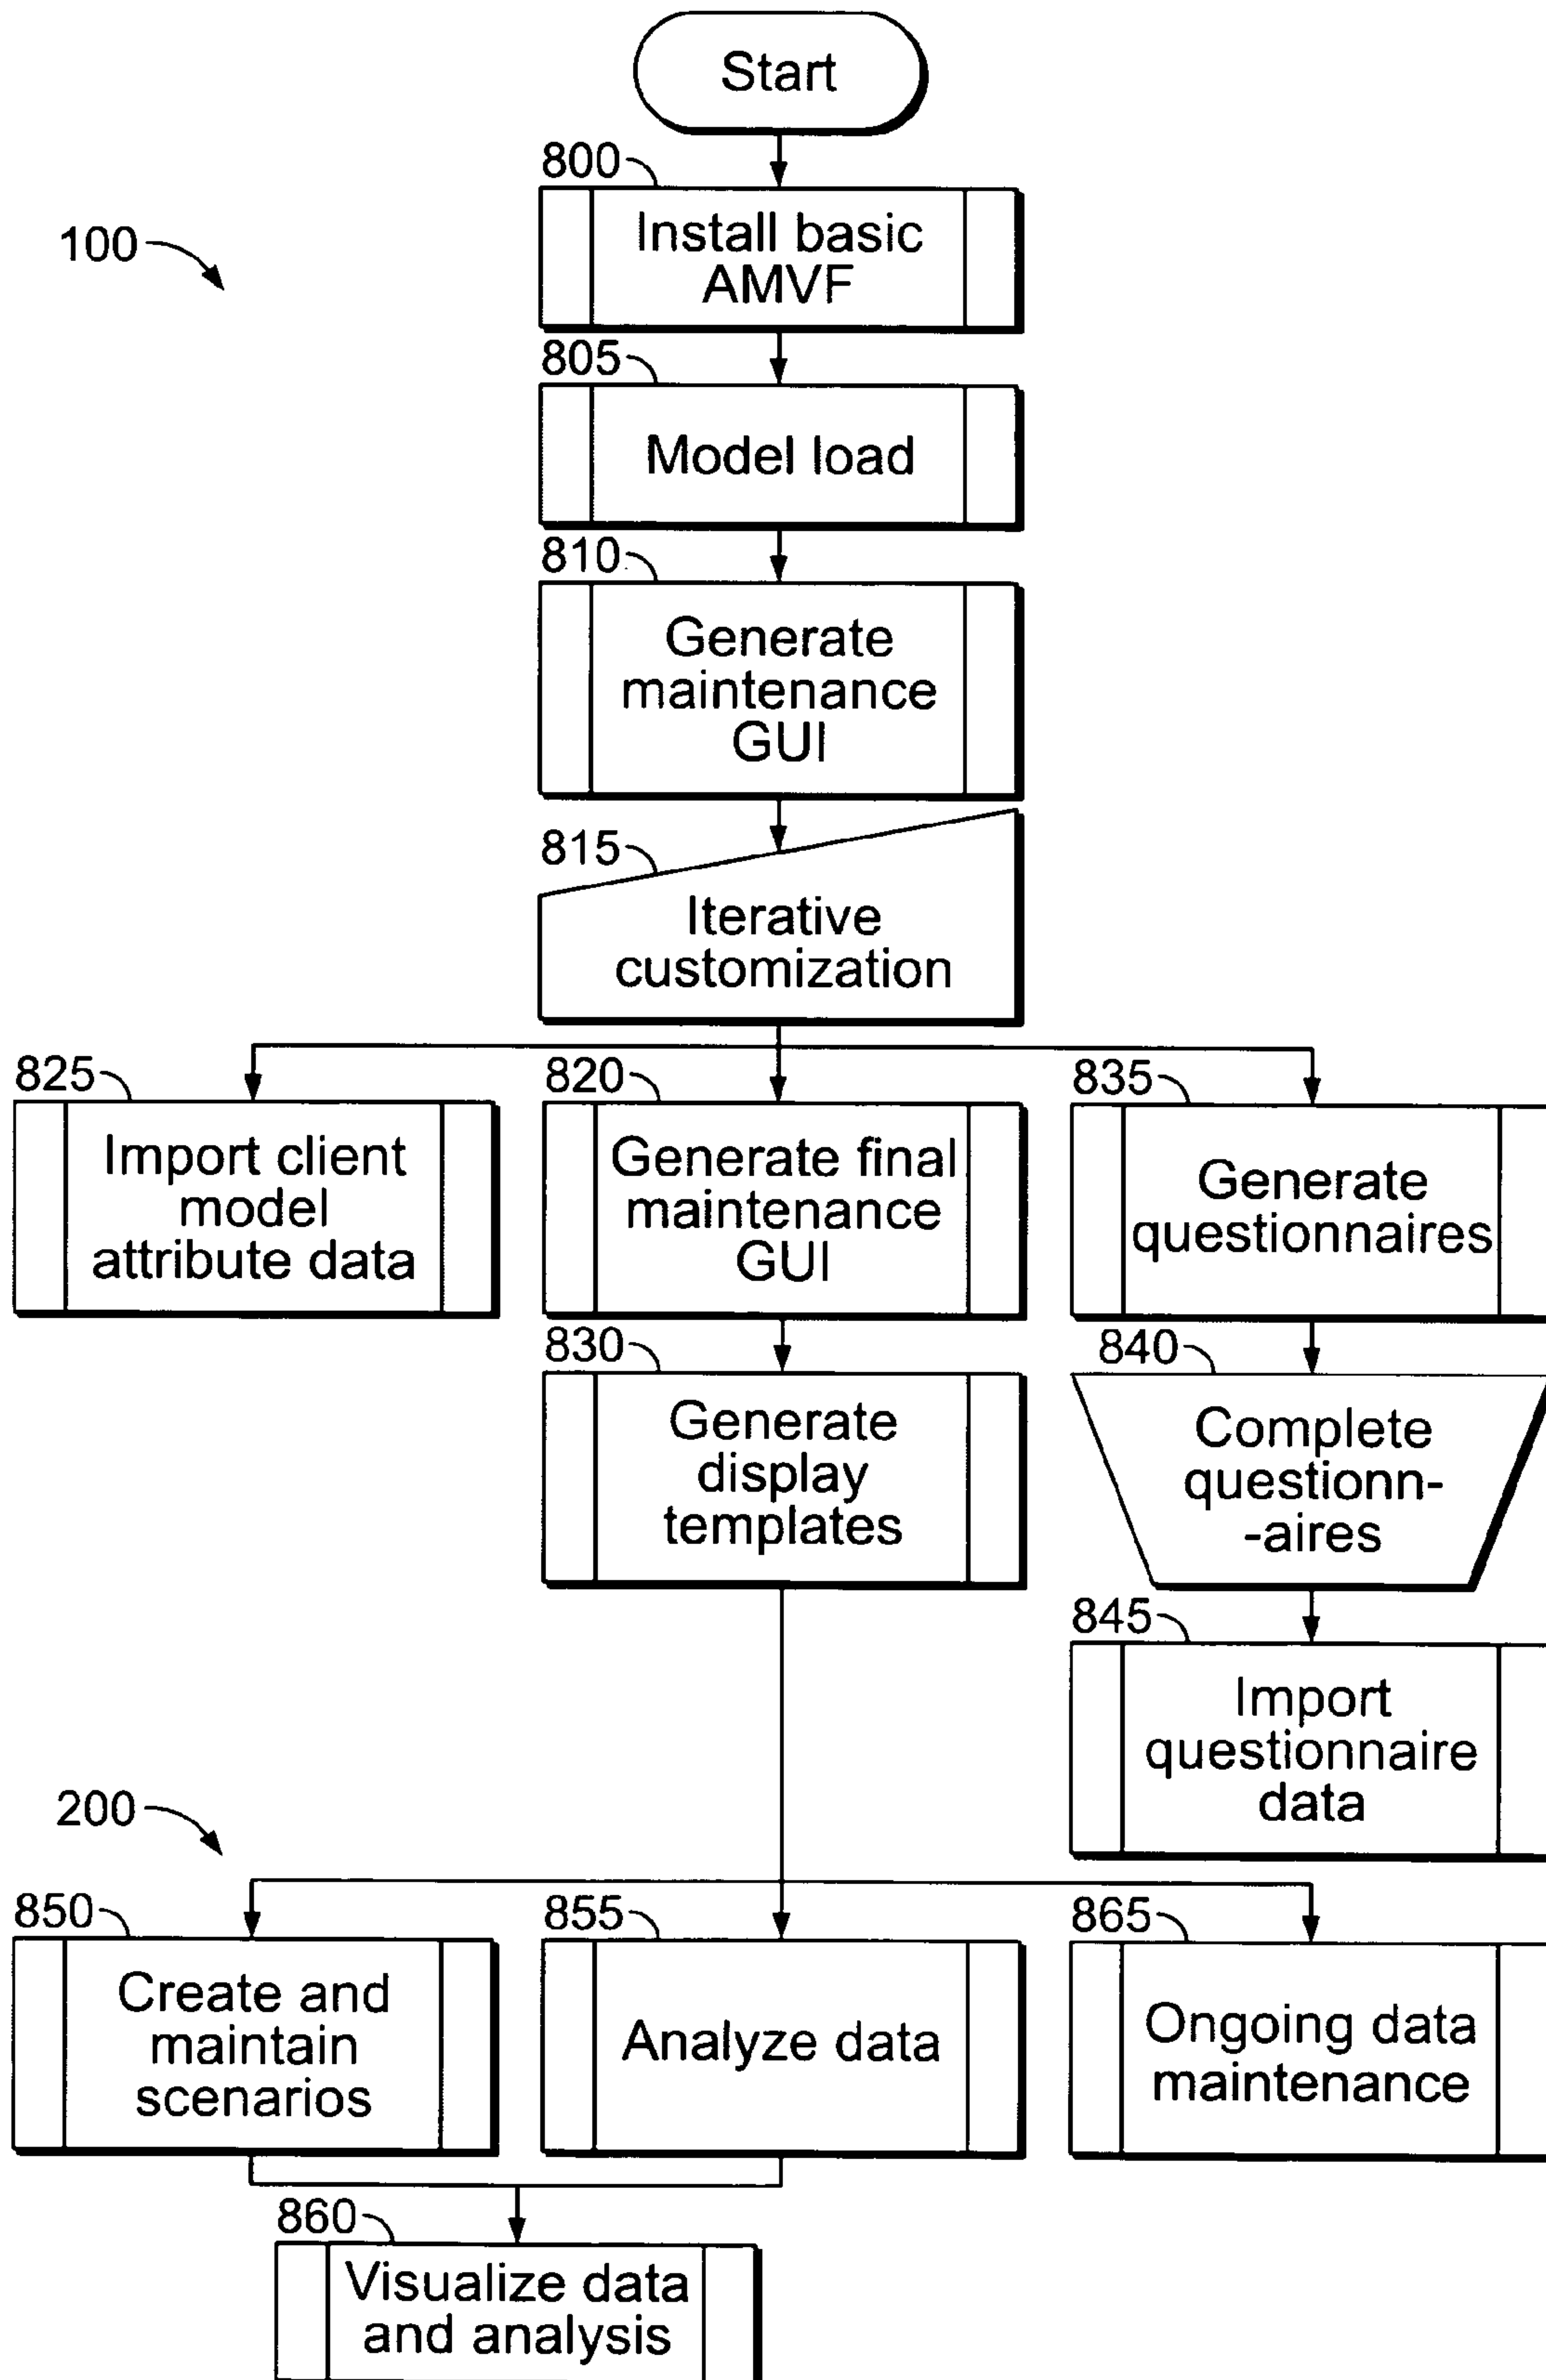 Start
800
Install basic
AMVF
100
805
Model load
810
Generate
maintenance
GUI
815
Iterative
customization
825
Import client
model
attribute data
820
Generate final
maintenance
GUI
835
Generate
questionnaires
830
Generate
display
templates
840
Complete
questionn-
-aires
845
Import
questionnaire
data
200
850
Create and
maintain
scenarios
855
Analyze data
865
Ongoing data
maintenance
860
Visualize data
and analysis